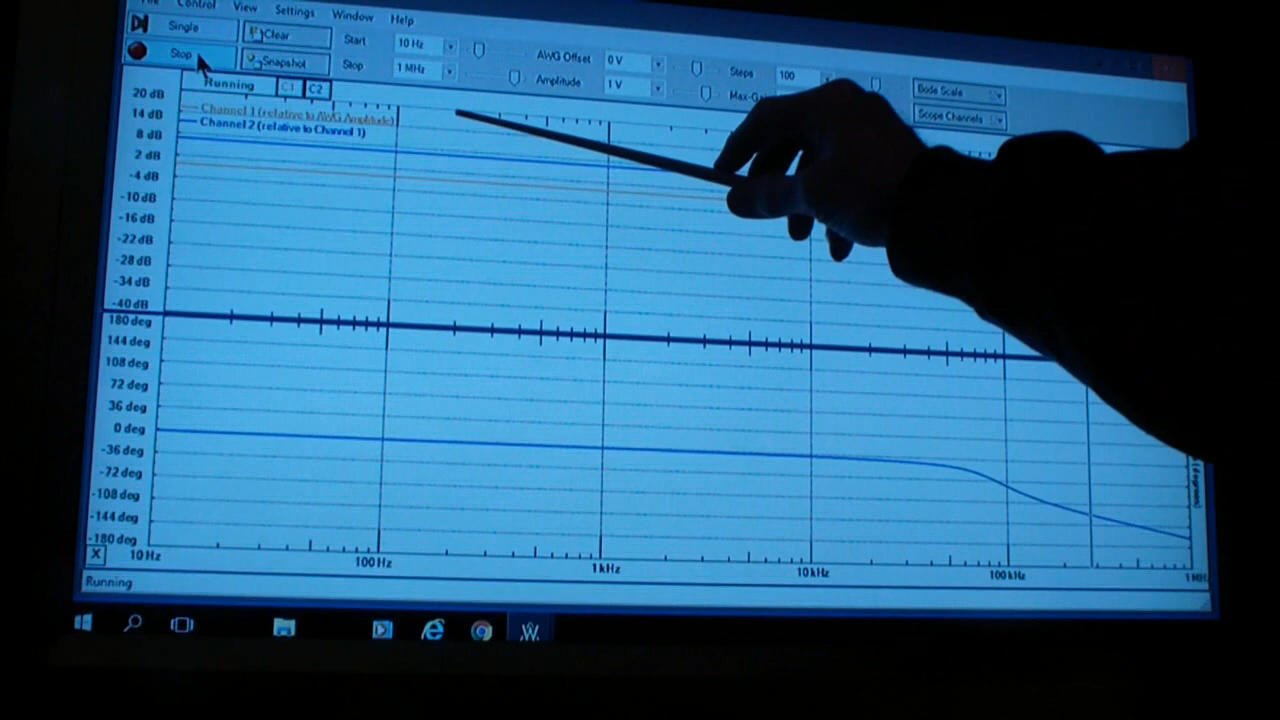 Control View Settings Window Help
Single Clear Start 10 Hz AWG Offset 0 V Steps 100 Bode Scale
Stop Snapshot Stop 1 MHz Amplitude 1 V Scope Channels
Running C1 C2
Channel 1 (relative to AWG Amplitude)
Channel 2 (relative to Channel 1)
20 dB
14 dB
8 dB
2 dB
-4 dB
-10 dB
-16 dB
-22 dB
-28 dB
-34 dB
-40 dB
180 deg
144 deg
108 deg
72 deg
36 deg
0 deg
-36 deg
-72 deg
-108 deg
-144 deg
-180 deg
X 10 Hz 100 Hz 1 kHz 10 kHz 100 kHz
Running